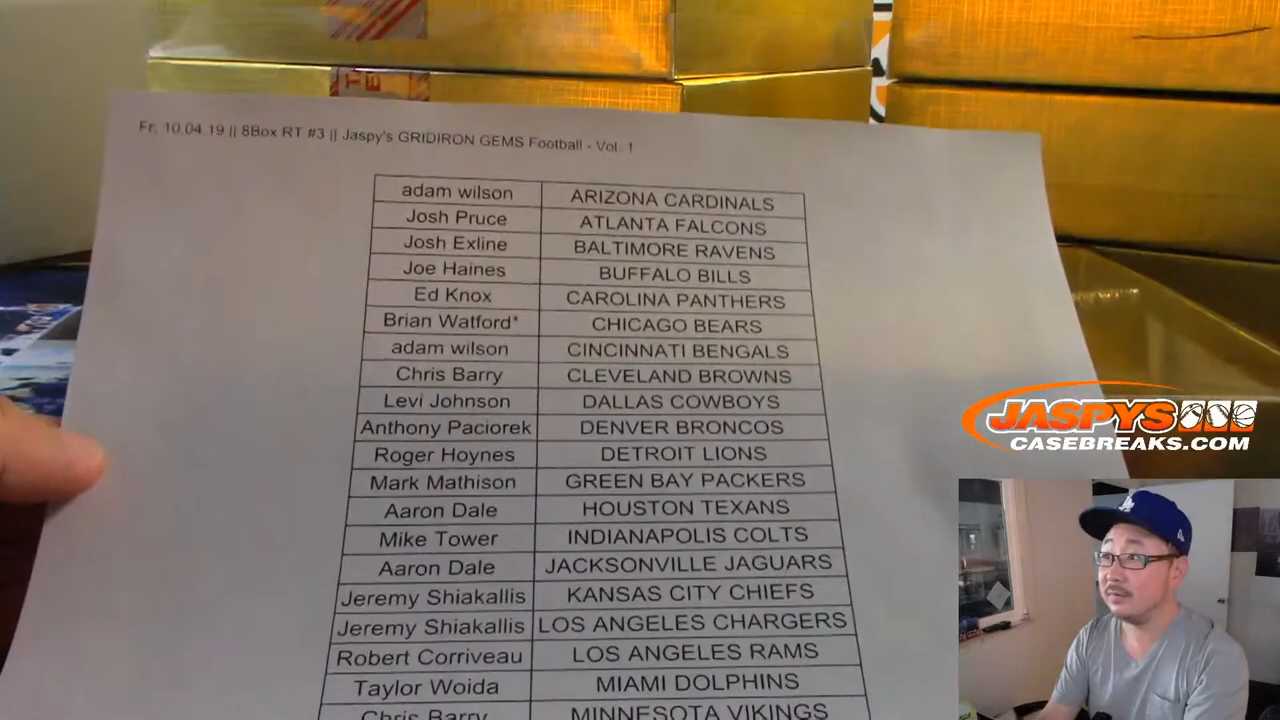 Fr. 10.04.19 || 8Box RT #3 || Jaspy's GRIDIRON GEMS Football - Vol. 1
adam wilson ARIZONA CARDINALS
Josh Pruce ATLANTA FALCONS
Josh Exline BALTIMORE RAVENS
Joe Haines BUFFALO BILLS
Ed Knox CAROLINA PANTHERS
Brian Watford* CHICAGO BEARS
adam wilson CINCINNATI BENGALS
Chris Barry CLEVELAND BROWNS
Levi Johnson DALLAS COWBOYS
Anthony Paciorek DENVER BRONCOS
Roger Hoynes DETROIT LIONS
Mark Mathison GREEN BAY PACKERS
Aaron Dale HOUSTON TEXANS
Mike Tower INDIANAPOLIS COLTS
Aaron Dale JACKSONVILLE JAGUARS
Jeremy Shiakallis KANSAS CITY CHIEFS
Jeremy Shiakallis LOS ANGELES CHARGERS
Robert Corriveau LOS ANGELES RAMS
Taylor Woida MIAMI DOLPHINS
Chris Barry MINNESOTA VIKINGS
JASPYS
CASEBREAKS.COM
LA